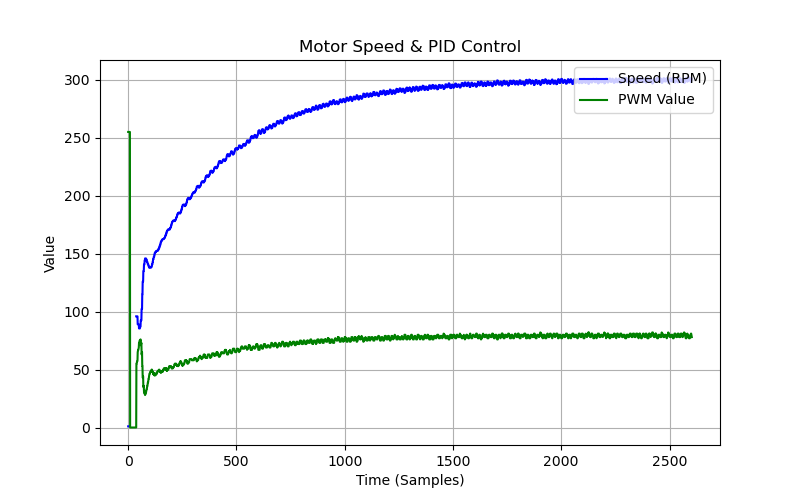 Motor Speed & PID Control
300
250
200
150
100
50
0
Value
Speed (RPM)
PWM Value
0 500 1000 1500 2000 2500
Time (Samples)